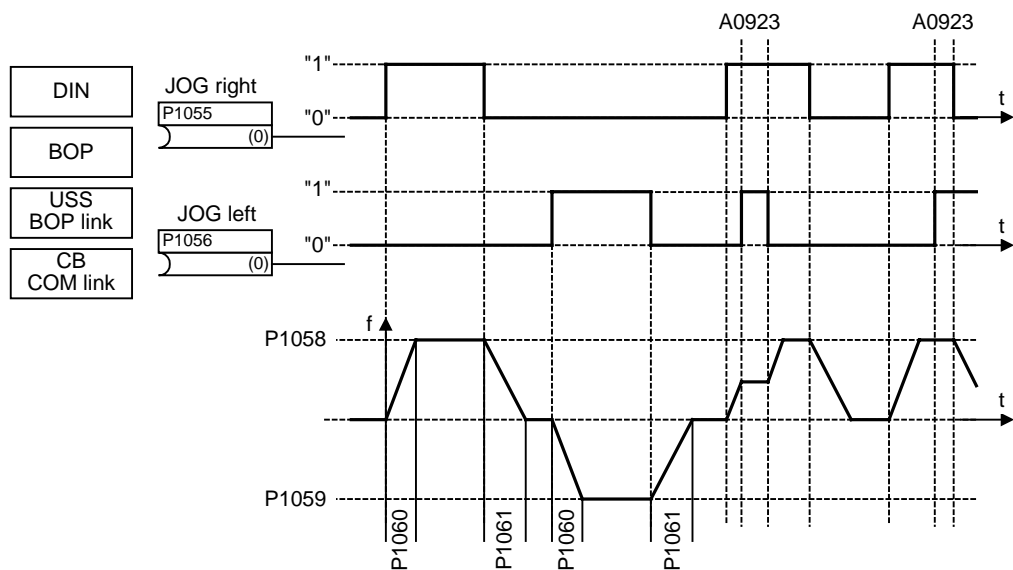 A0923 A0923
DIN
BOP
USS
BOP link
CB
COM link
JOG right
P1055
(0)
"1"
"0"
t
JOG left
P1056
(0)
"1"
"0"
t
f
P1058
t
P1059
P1060
P1061
P1060
P1061